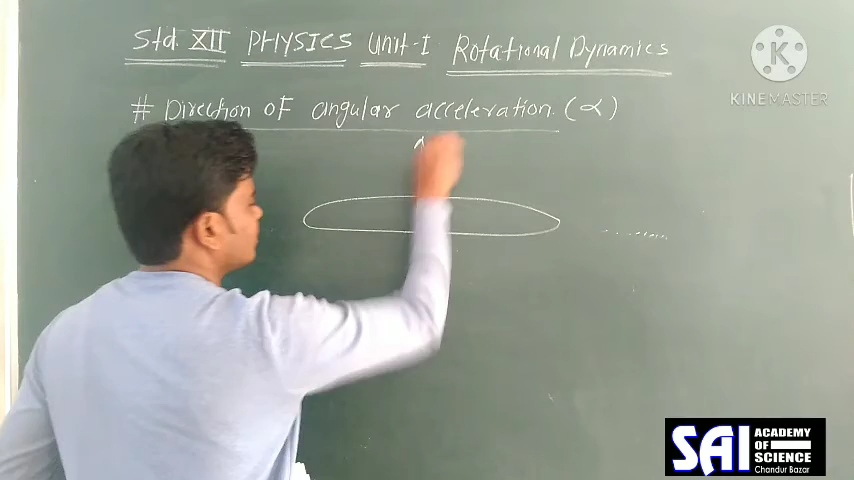 Std. XII PHYSICS Unit-I Rotational Dynamics
# Direction OF angular acceleration. (α)
KINEMASTER
SAI ACADEMY OF SCIENCE
Chandur Bazar